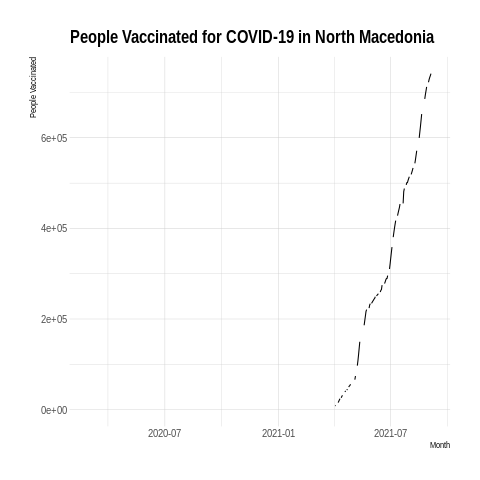 People Vaccinated for COVID-19 in North Macedonia
People Vaccinated
6e+05
4e+05
2e+05
0e+00
2020-07 2021-01 2021-07
Month